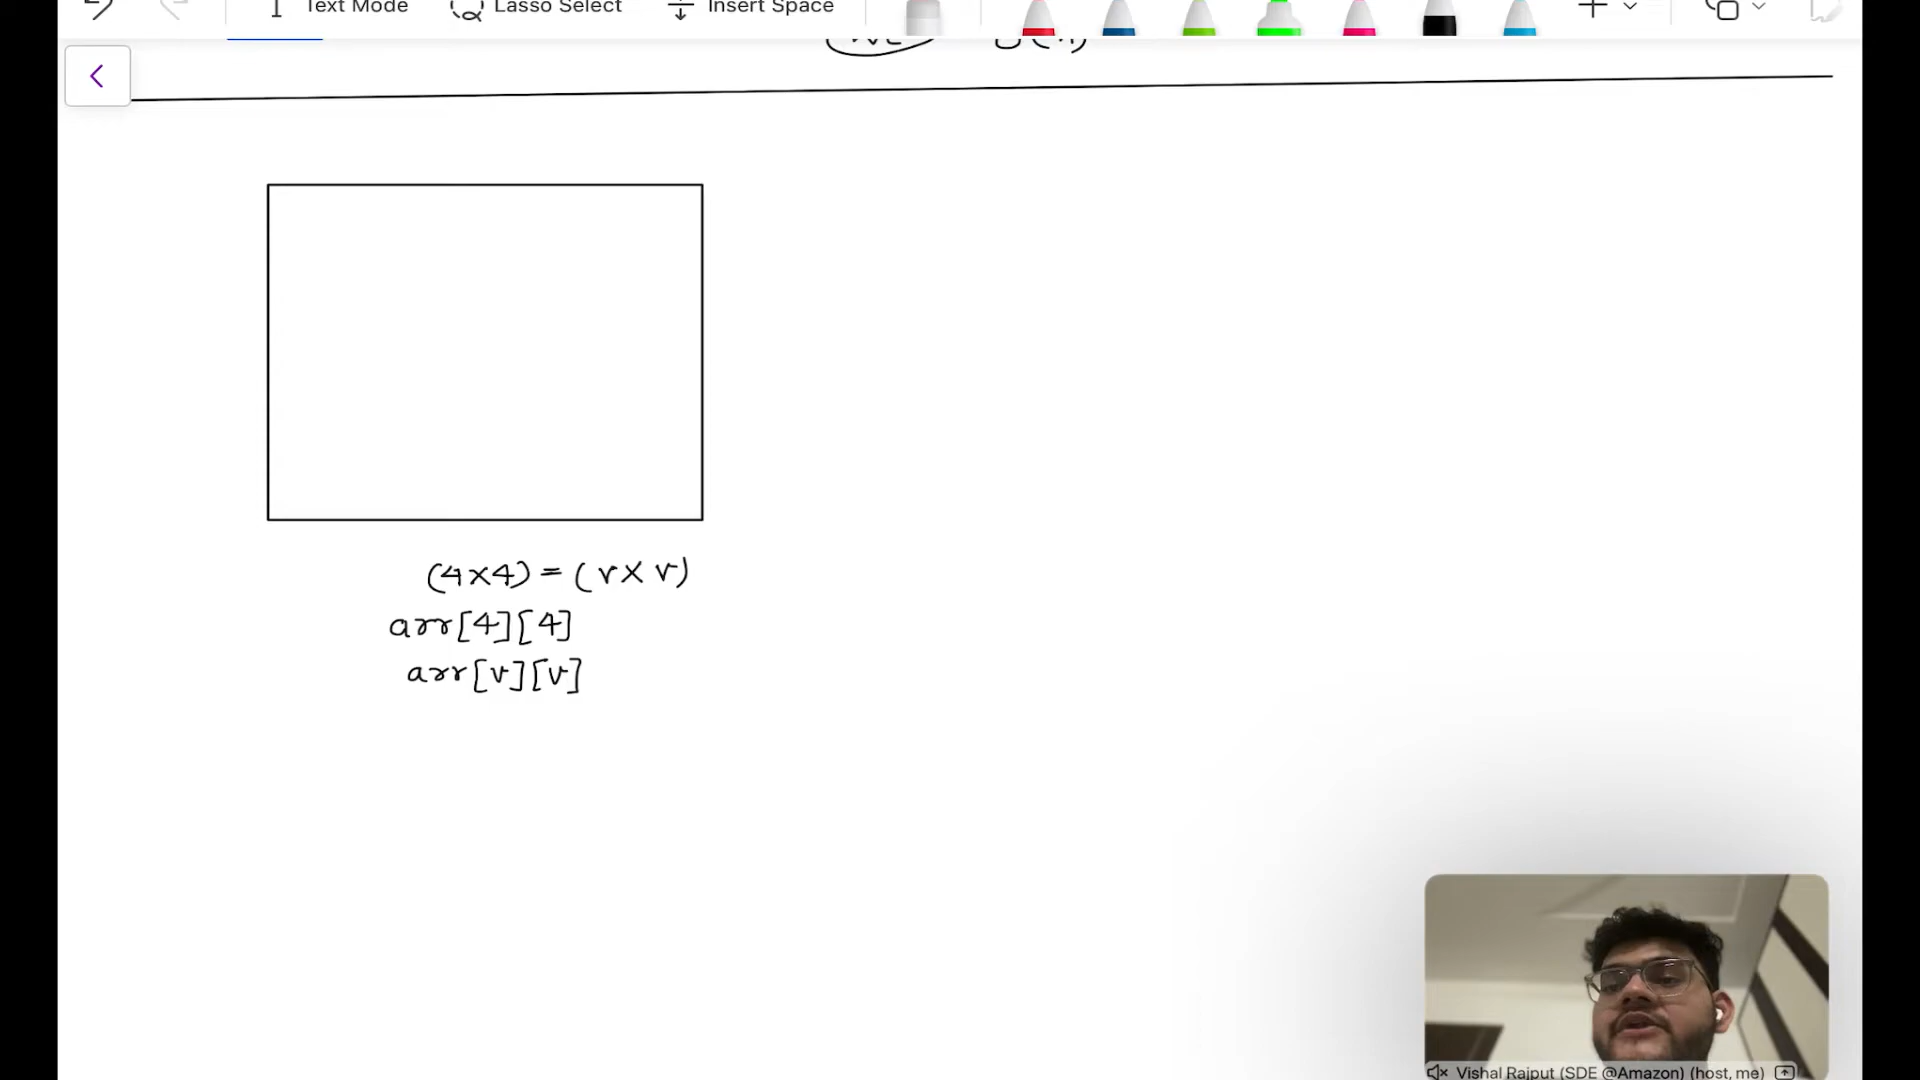 Text Mode Lasso Select Insert Space
(4×4) = (v×v)
arr[4][4]
arr[v][v]
Vishal Rajput (SDE @Amazon) (host, me)